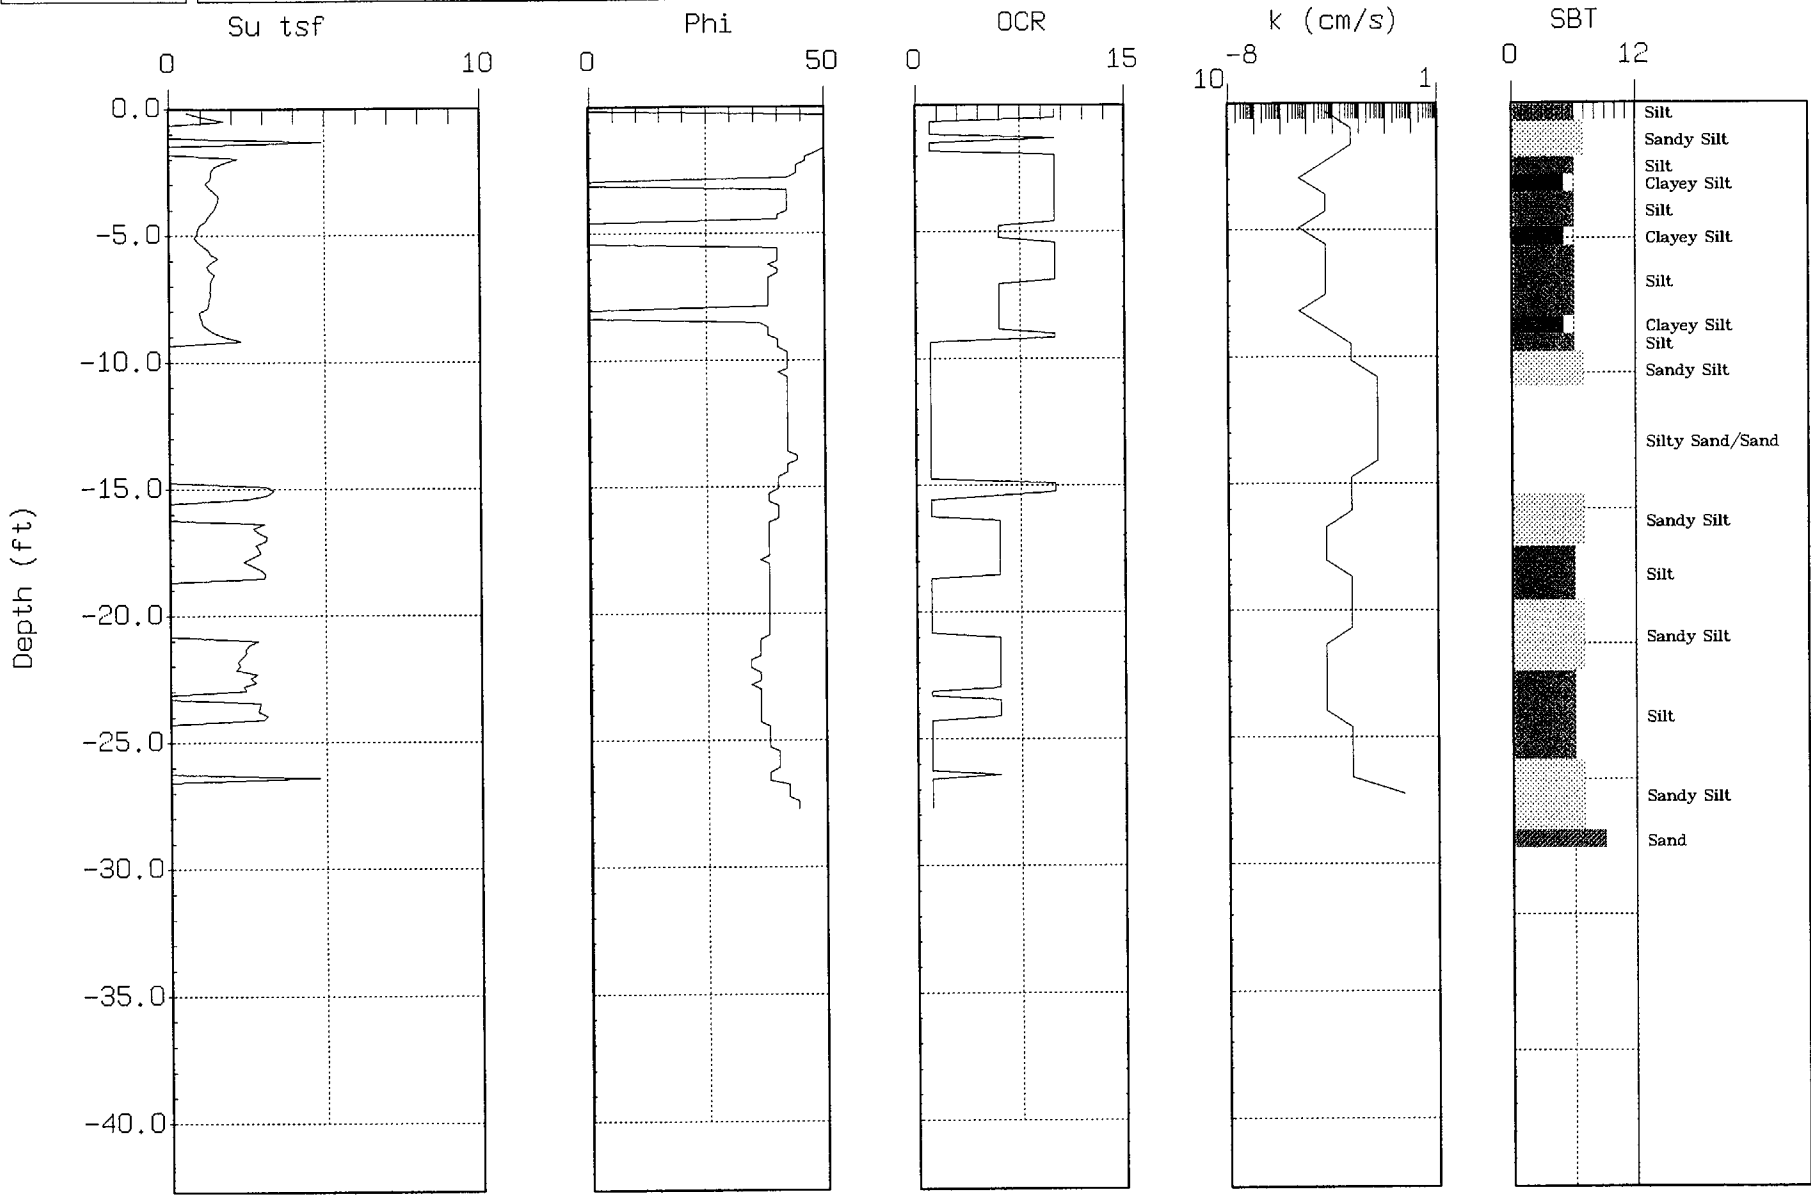 Su tsf
Phi
OCR
k (cm/s)
SBT
0 10
0 50
0 15
10 -8 1
0 12
Depth (ft)
0.0
-5.0
-10.0
-15.0
-20.0
-25.0
-30.0
-35.0
-40.0
Silt
Sandy Silt
Silt
Clayey Silt
Silt
Clayey Silt
Silt
Clayey Silt
Silt
Sandy Silt
Silty Sand/Sand
Sandy Silt
Silt
Sandy Silt
Silt
Sandy Silt
Sand